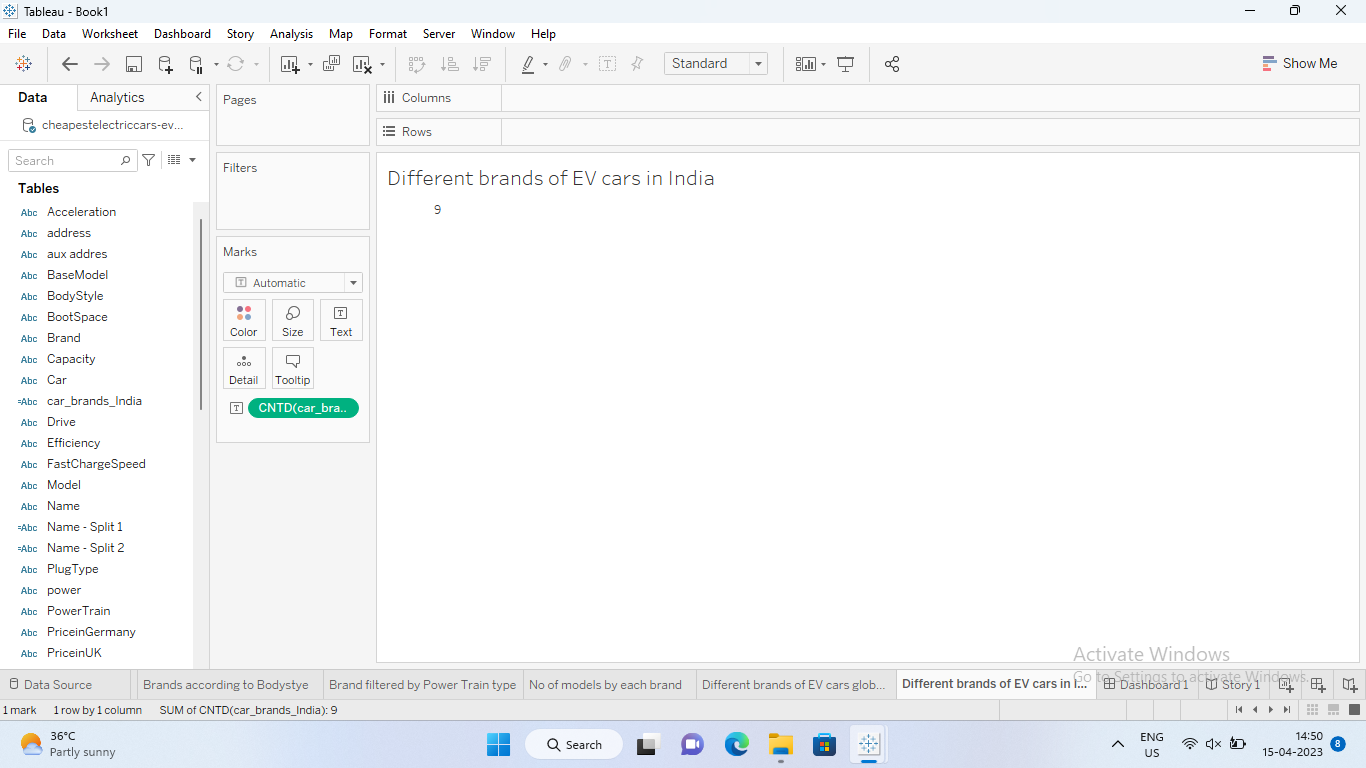 Tableau - Book1
File Data Worksheet Dashboard Story Analysis Map Format Server Window Help
Standard
Show Me
Data Analytics
cheapestelectriccars-ev...
Search
Tables
Abc Acceleration
Abc address
Abc aux addres
Abc BaseModel
Abc BodyStyle
Abc BootSpace
Abc Brand
Abc Capacity
Abc Car
=Abc car_brands_India
Abc Drive
Abc Efficiency
Abc FastChargeSpeed
Abc Model
Abc Name
=Abc Name - Split 1
=Abc Name - Split 2
Abc PlugType
Abc power
Abc PowerTrain
Abc PriceinGermany
Abc PriceinUK
Pages
Filters
Marks
T Automatic
Color Size Text
Detail Tooltip
T CNTD(car_bra..
Columns
Rows
Different brands of EV cars in India
9
Activate Windows
Go to Settings to activate Windows.
Data Source Brands according to Bodystye Brand filtered by Power Train type No of models by each brand Different brands of EV cars glob... Different brands of EV cars in I... Dashboard 1 Story 1
1 mark 1 row by 1 column SUM of CNTD(car_brands_India): 9
36°C
Partly sunny
Search
ENG
US
14:50
15-04-2023
8